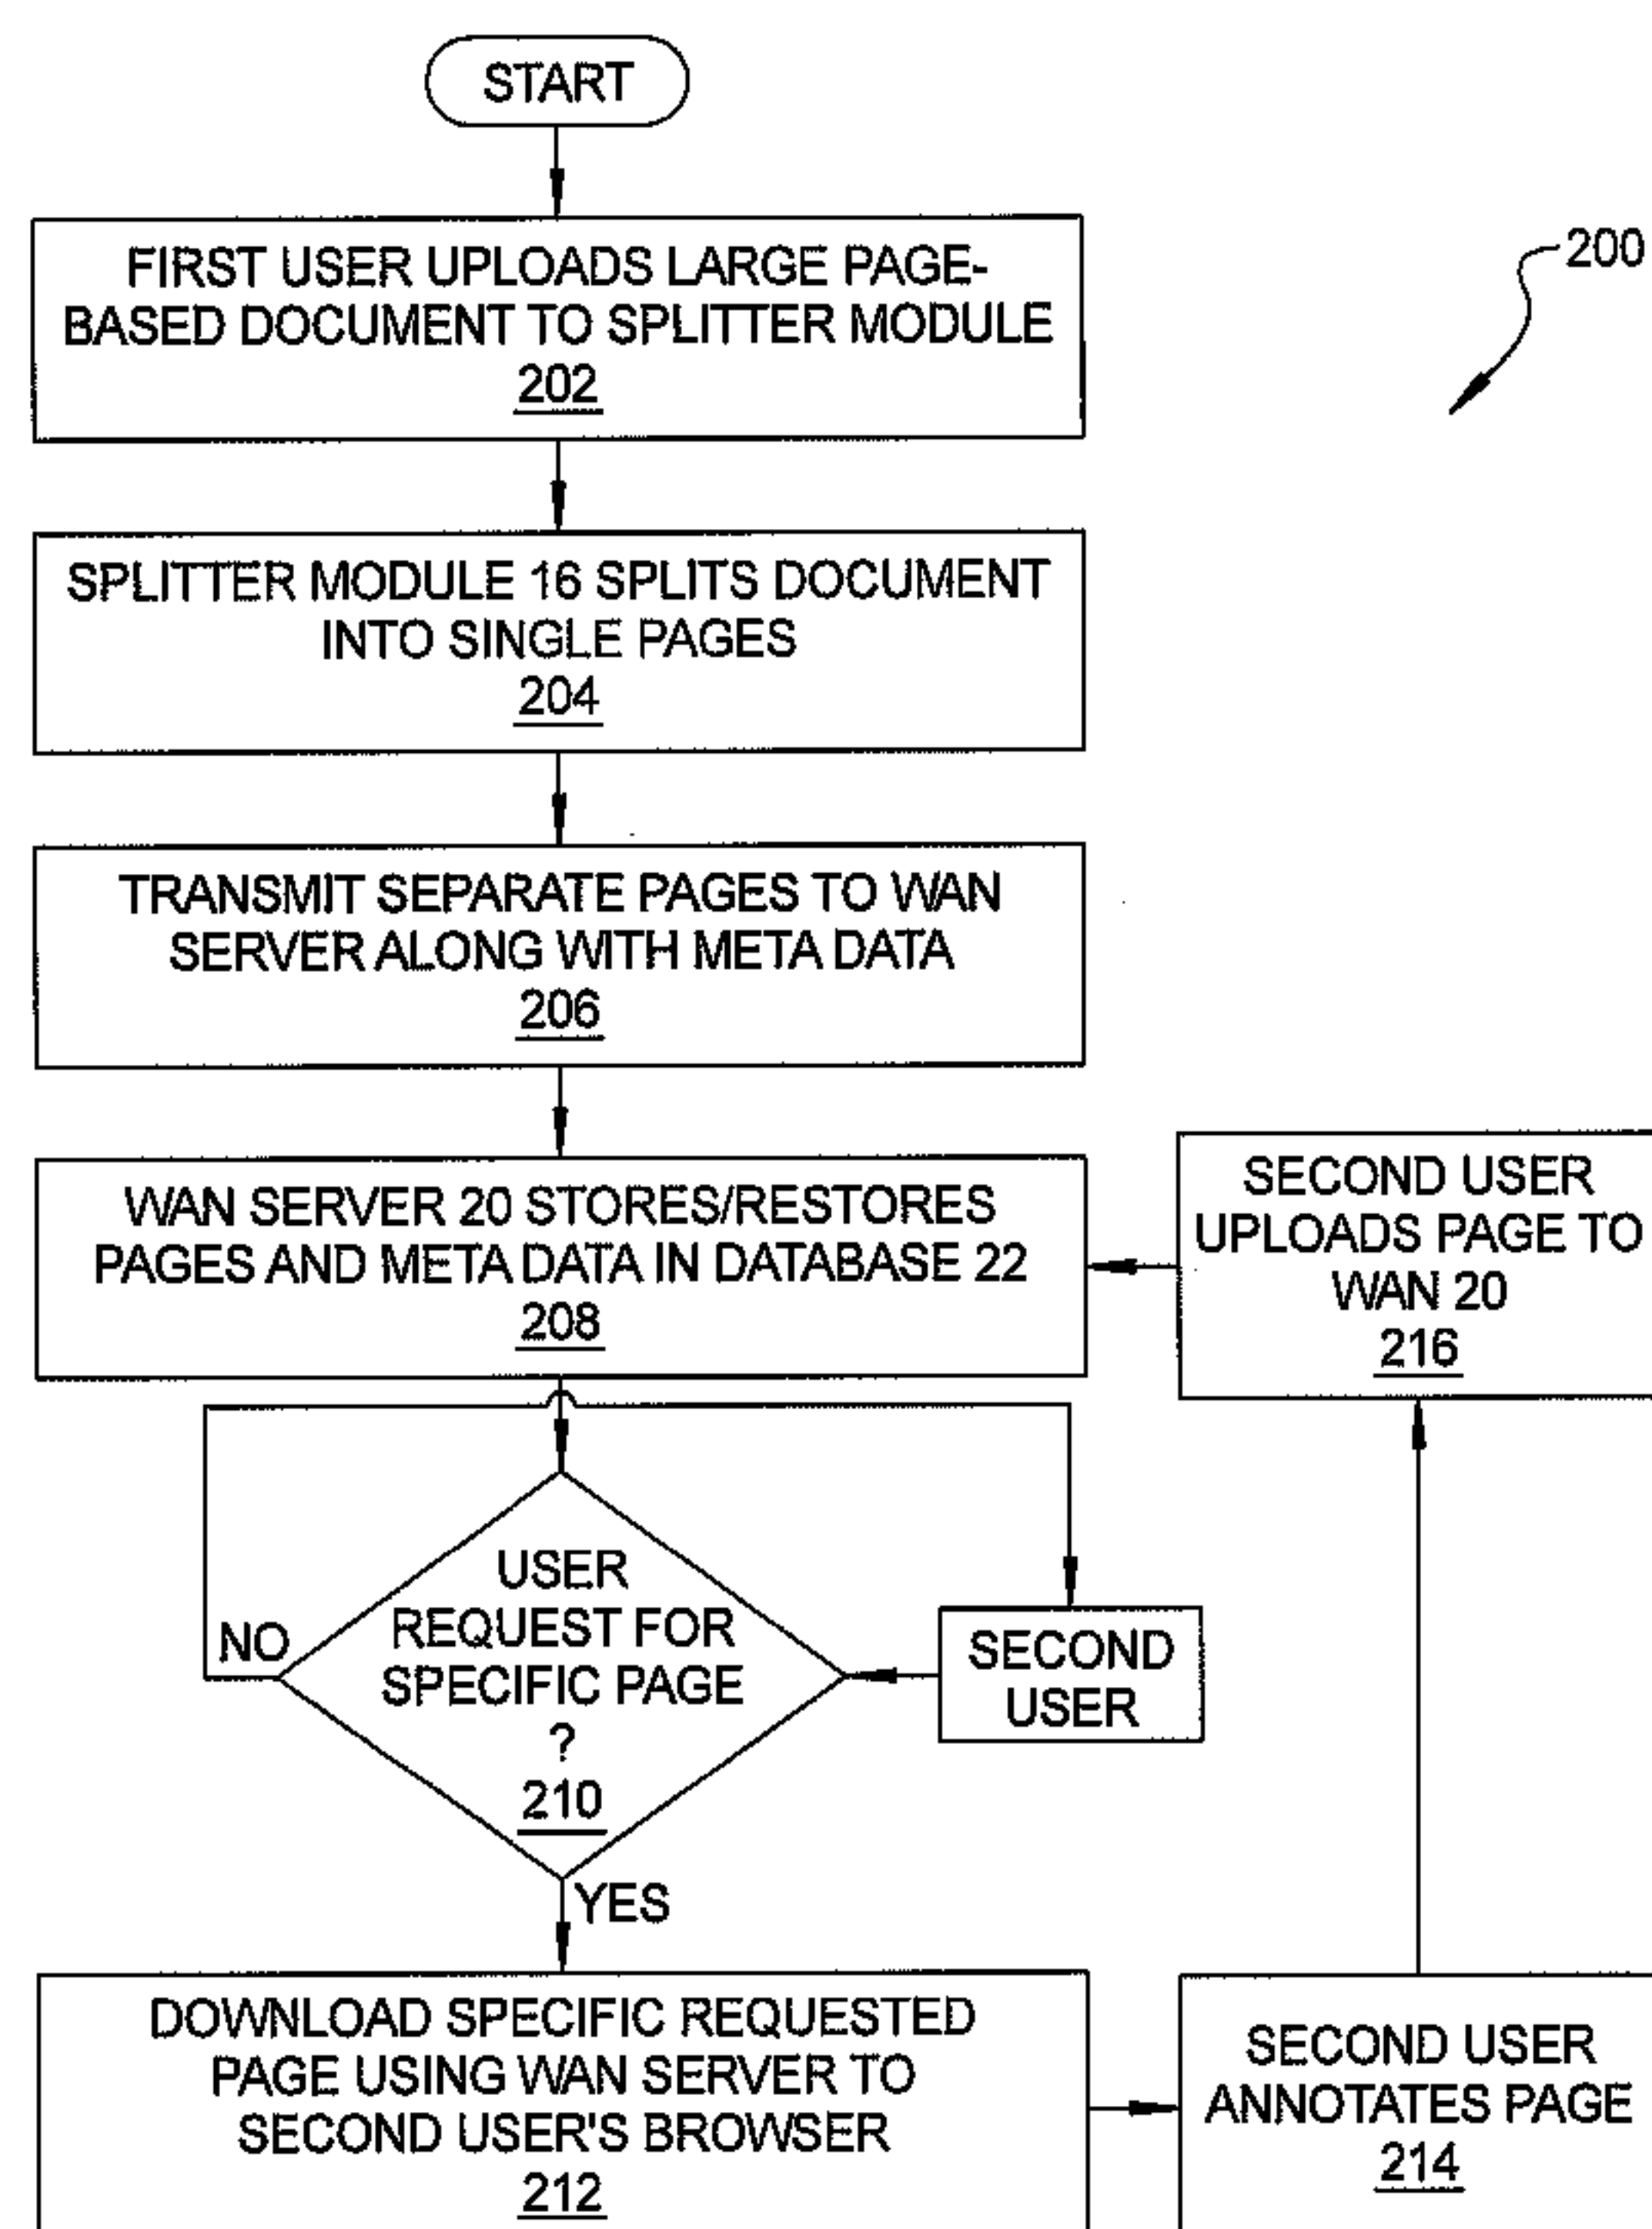 START
200
FIRST USER UPLOADS LARGE PAGE-
BASED DOCUMENT TO SPLITTER MODULE
202
SPLITTER MODULE 16 SPLITS DOCUMENT
INTO SINGLE PAGES
204
TRANSMIT SEPARATE PAGES TO WAN
SERVER ALONG WITH META DATA
206
WAN SERVER 20 STORES/RESTORES
PAGES AND META DATA IN DATABASE 22
208
SECOND USER
UPLOADS PAGE TO
WAN 20
216
USER
REQUEST FOR
SPECIFIC PAGE
?
210
NO
SECOND
USER
YES
DOWNLOAD SPECIFIC REQUESTED
PAGE USING WAN SERVER TO
SECOND USER'S BROWSER
212
SECOND USER
ANNOTATES PAGE
214